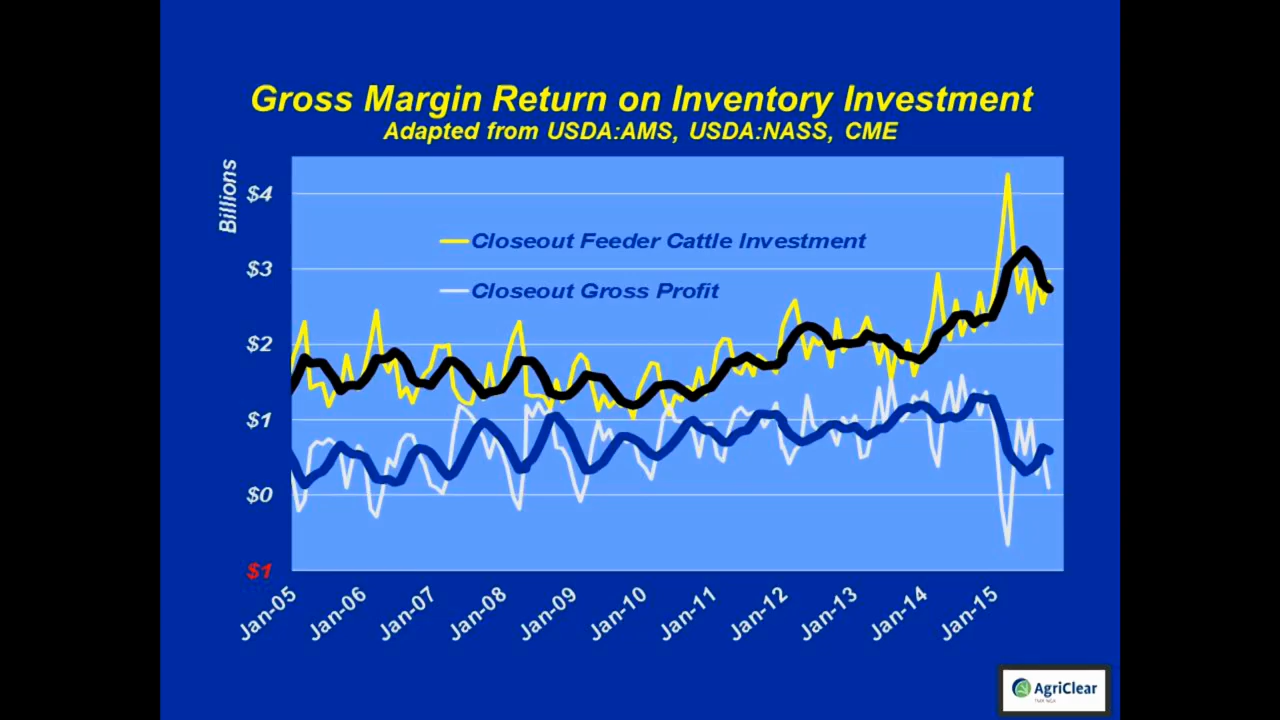 Gross Margin Return on Inventory Investment
Adapted from USDA:AMS, USDA:NASS, CME
Billions
$4
$3
$2
$1
$0
$1
Closeout Feeder Cattle Investment
Closeout Gross Profit
Jan-05
Jan-06
Jan-07
Jan-08
Jan-09
Jan-10
Jan-11
Jan-12
Jan-13
Jan-14
Jan-15
AgriClear